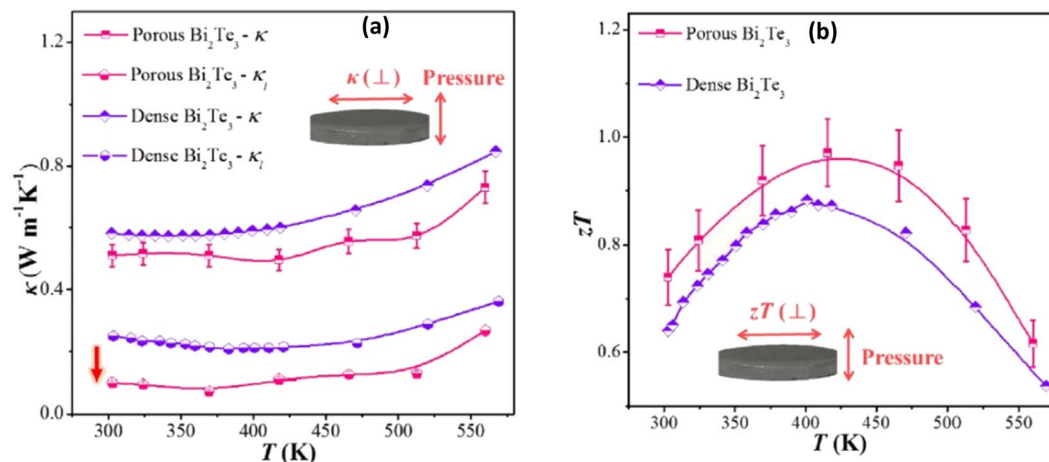 (a)
Porous Bi₂Te₃ - κ
Porous Bi₂Te₃ - κₗ
Dense Bi₂Te₃ - κ
Dense Bi₂Te₃ - κₗ
κ (⊥) Pressure
κ (W m⁻¹K⁻¹)
1.2
0.8
0.4
0.0
300 350 400 450 500 550
T (K)
(b)
Porous Bi₂Te₃
Dense Bi₂Te₃
zT
1.2
1.0
0.8
0.6
zT (⊥)
Pressure
300 350 400 450 500 550
T (K)